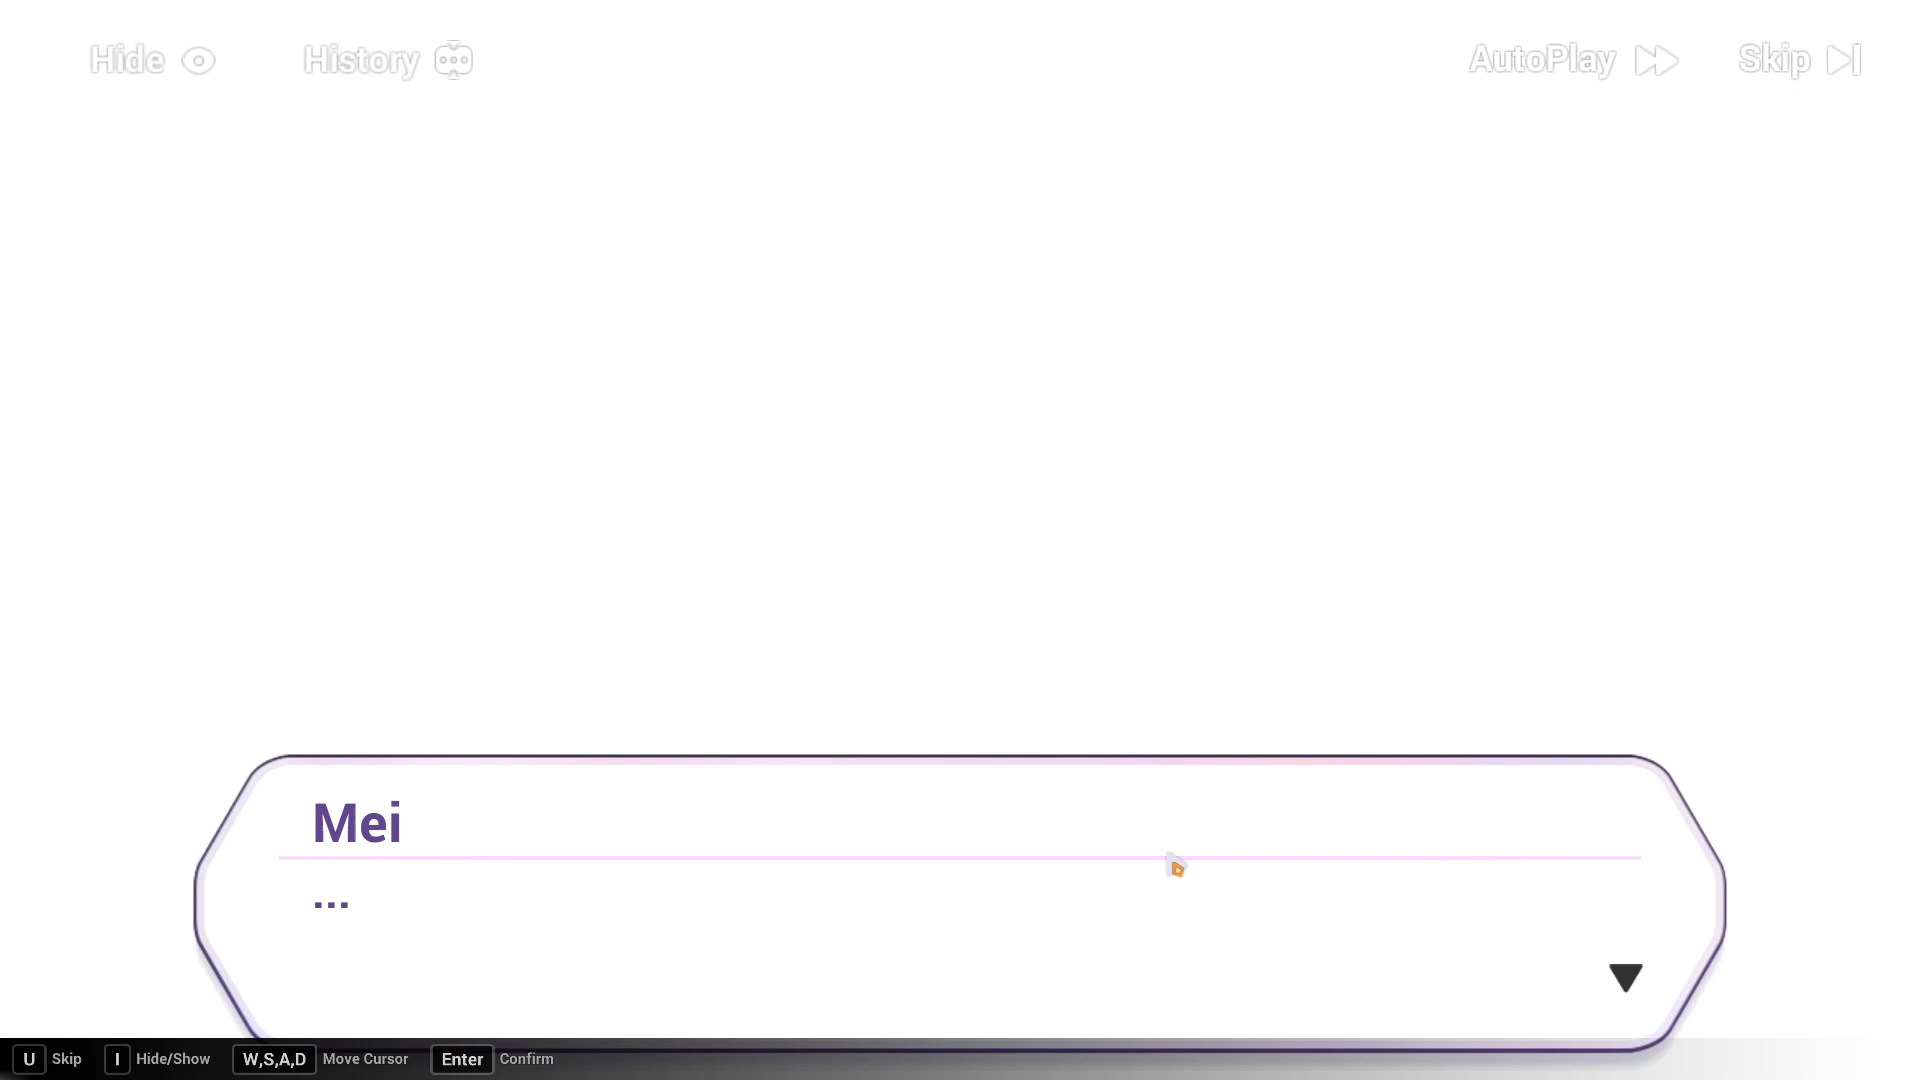 Hide
History
AutoPlay
Skip
Mei
...
U Skip I Hide/Show W,S,A,D Move Cursor Enter Confirm